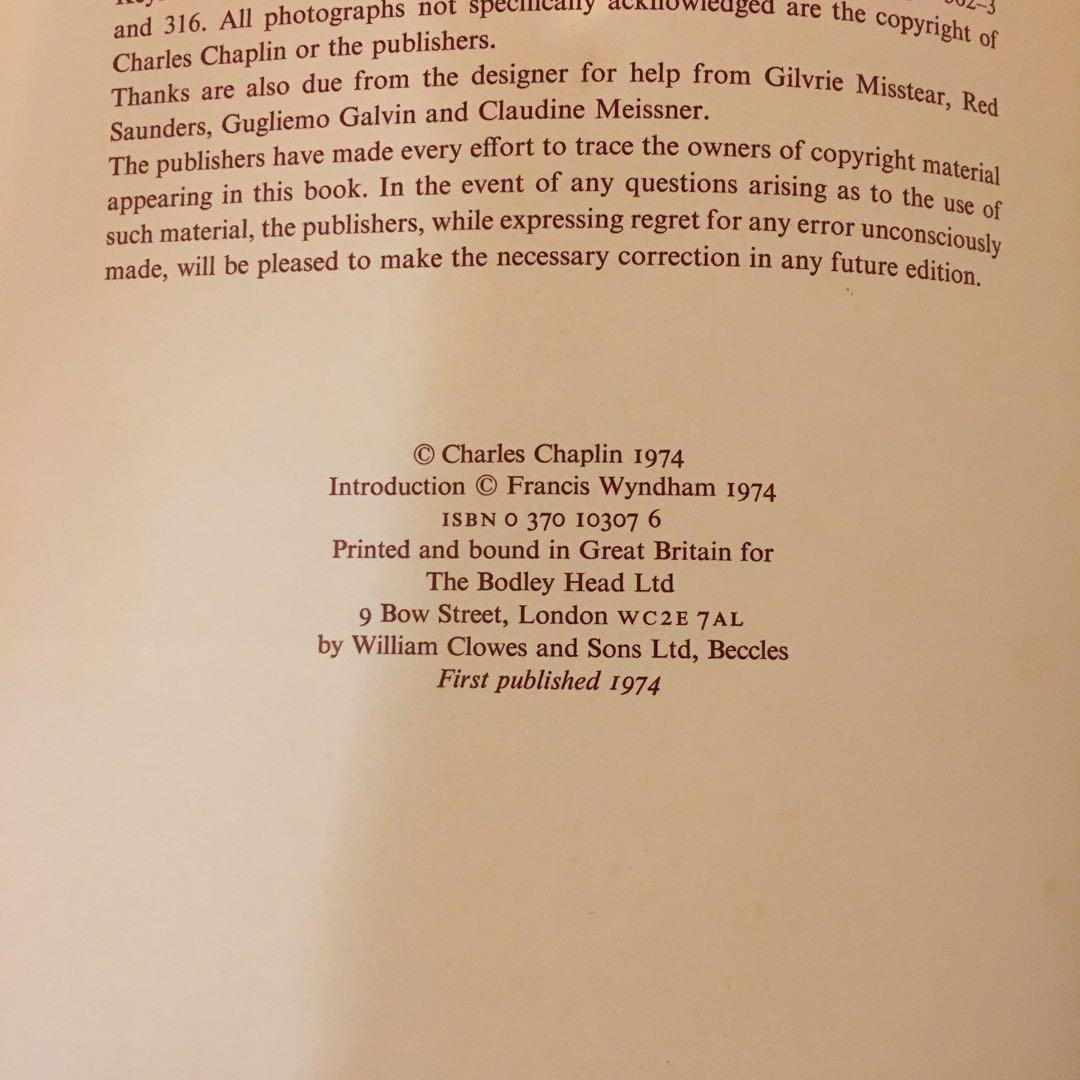 and 316. All photographs not specifically acknowledged are the copyright of
Charles Chaplin or the publishers.
Thanks are also due from the designer for help from Gilvrie Misstear, Red
Saunders, Gugliemo Galvin and Claudine Meissner.
The publishers have made every effort to trace the owners of copyright material
appearing in this book. In the event of any questions arising as to the use of
such material, the publishers, while expressing regret for any error unconsciously
made, will be pleased to make the necessary correction in any future edition.
© Charles Chaplin 1974
Introduction © Francis Wyndham 1974
ISBN 0 370 10307 6
Printed and bound in Great Britain for
The Bodley Head Ltd
9 Bow Street, London WC2E 7AL
by William Clowes and Sons Ltd, Beccles
First published 1974